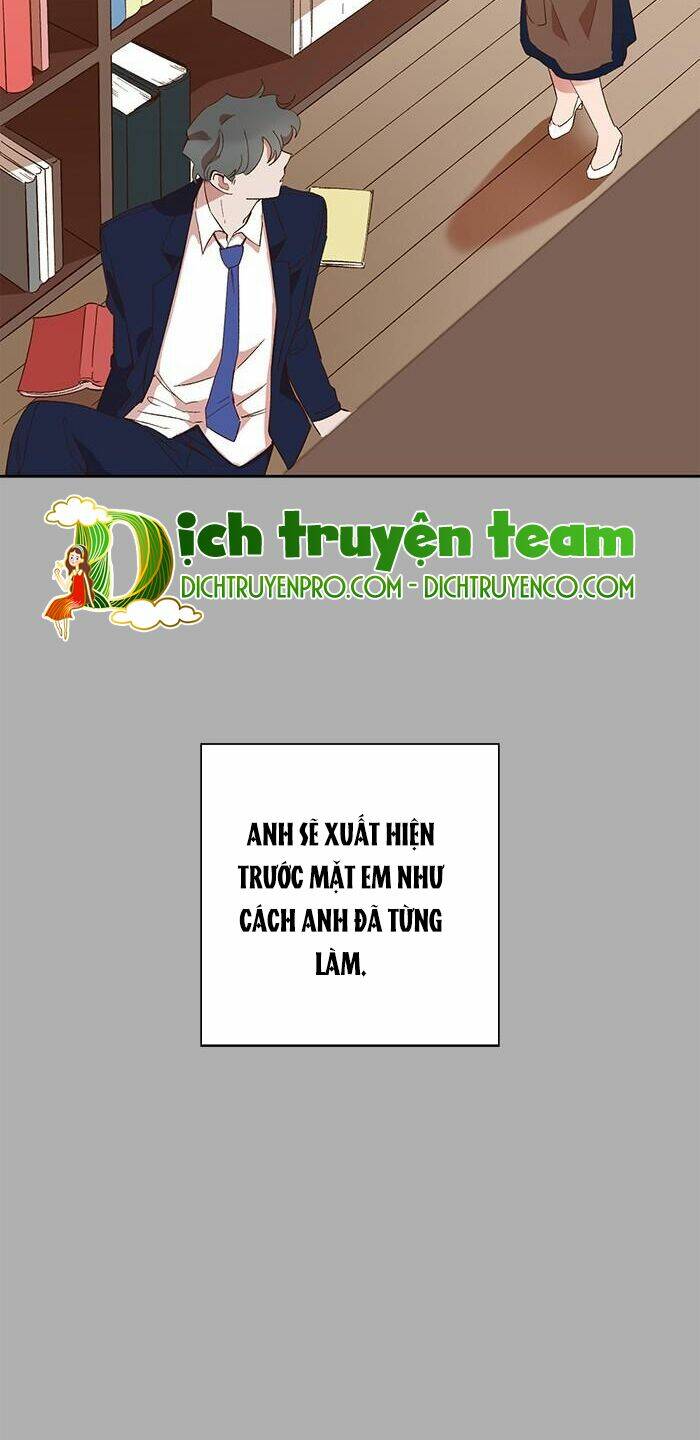 Dịch truyện team
DICHTRUYENPRO.COM - DICHTRUYENCO.COM
ANH SẼ XUẤT HIỆN
TRƯỚC MẶT EM NHƯ
CÁCH ANH ĐÃ TỪNG
LÀM.